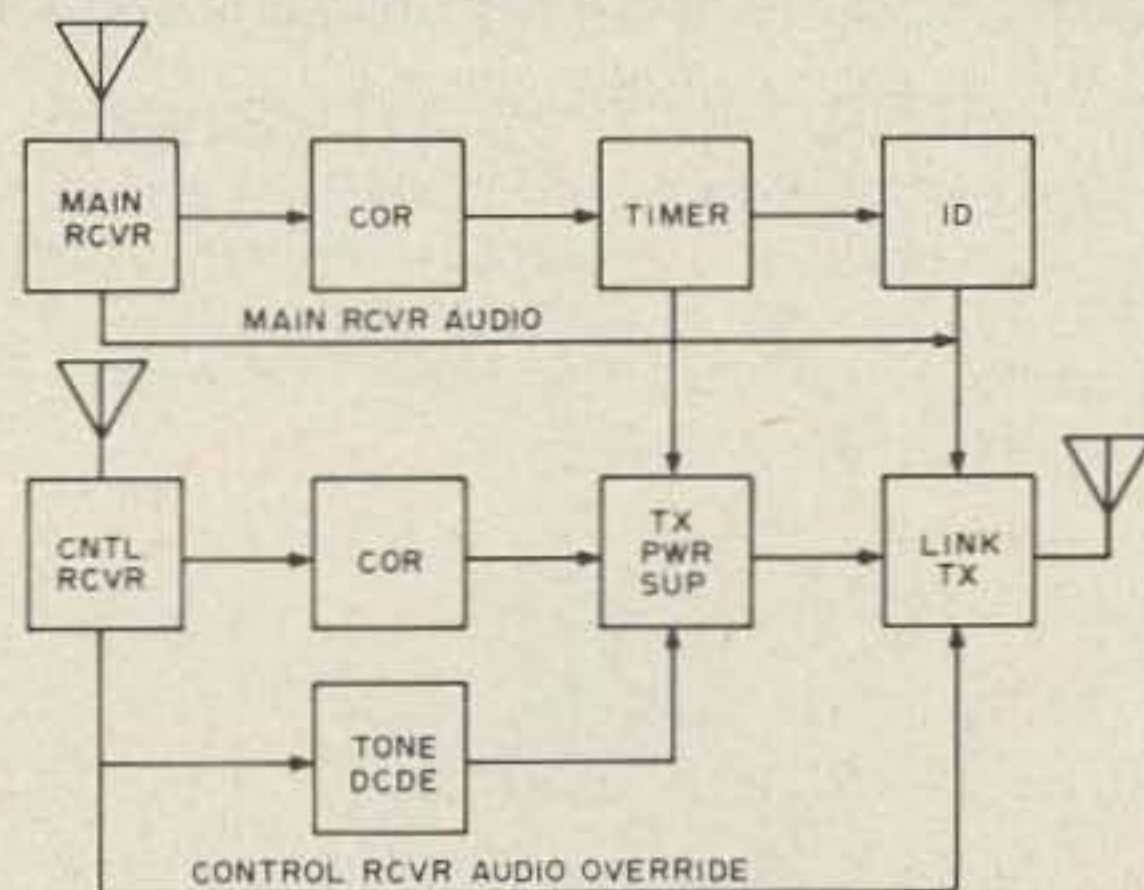 MAIN
RCVR
COR
TIMER
ID
MAIN RCVR AUDIO
CNTL
RCVR
COR
TX
PWR
SUP
LINK
TX
TONE
DCDE
CONTROL RCVR AUDIO OVERRIDE